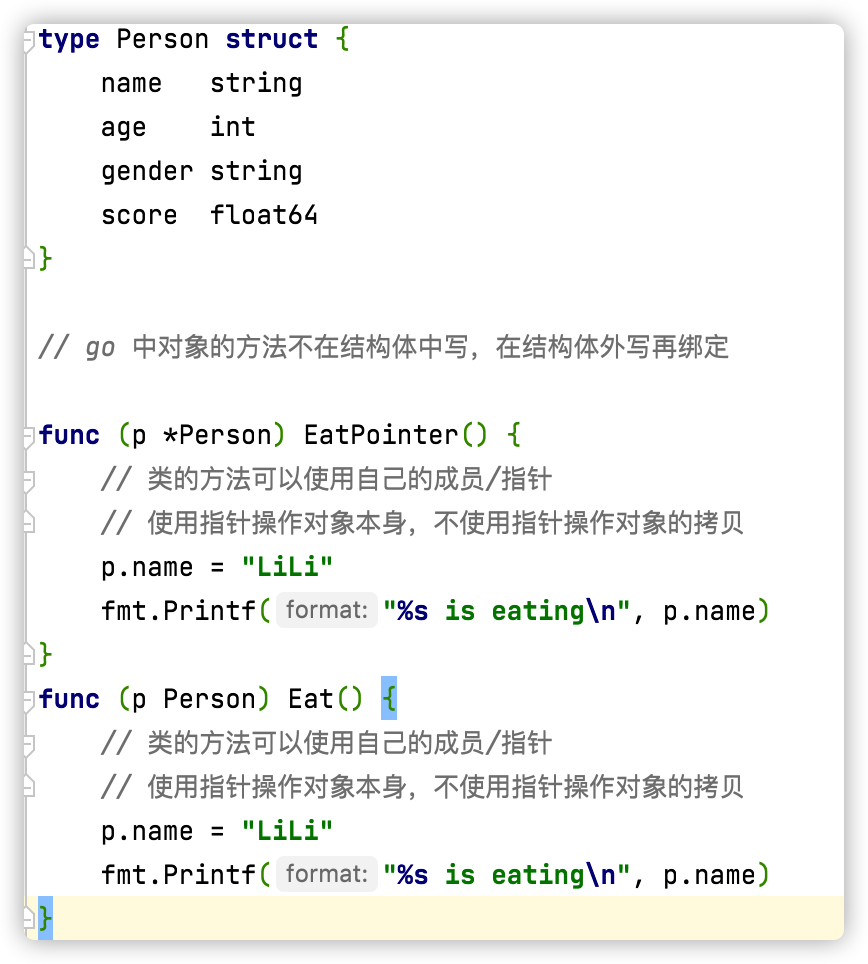 type Person struct {
    name   string
    age    int
    gender string
    score  float64
}
// go 中对象的方法不在结构体中写，在结构体外写再绑定
func (p *Person) EatPointer() {
    // 类的方法可以使用自己的成员/指针
    // 使用指针操作对象本身，不使用指针操作对象的拷贝
    p.name = "LiLi"
    fmt.Printf( format: "%s is eating\n", p.name)
}
func (p Person) Eat() {
    // 类的方法可以使用自己的成员/指针
    // 使用指针操作对象本身，不使用指针操作对象的拷贝
    p.name = "LiLi"
    fmt.Printf( format: "%s is eating\n", p.name)
}